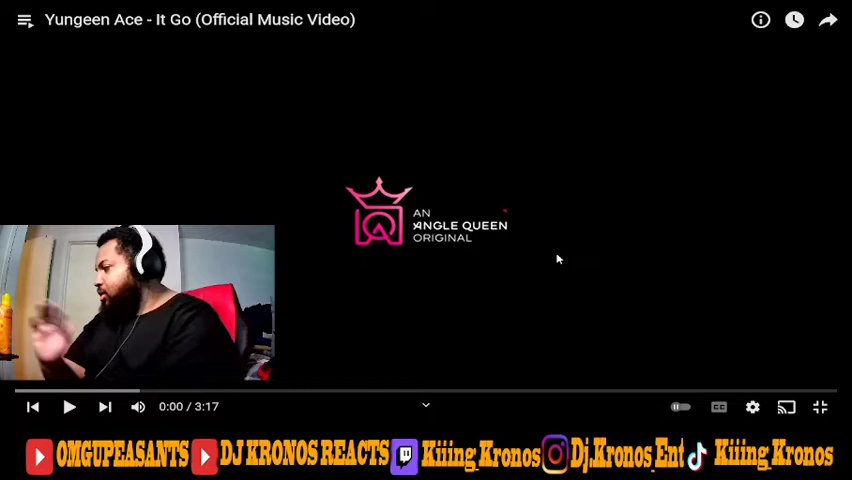 Yungeen Ace - It Go (Official Music Video)
AN
ANGLE QUEEN
ORIGINAL
0:00 / 3:17
CC
OMGUPEASANTS DJ KRONOS REACTS Kiiing_Kronos Dj.Kronos_Ent Kiiing_Kronos